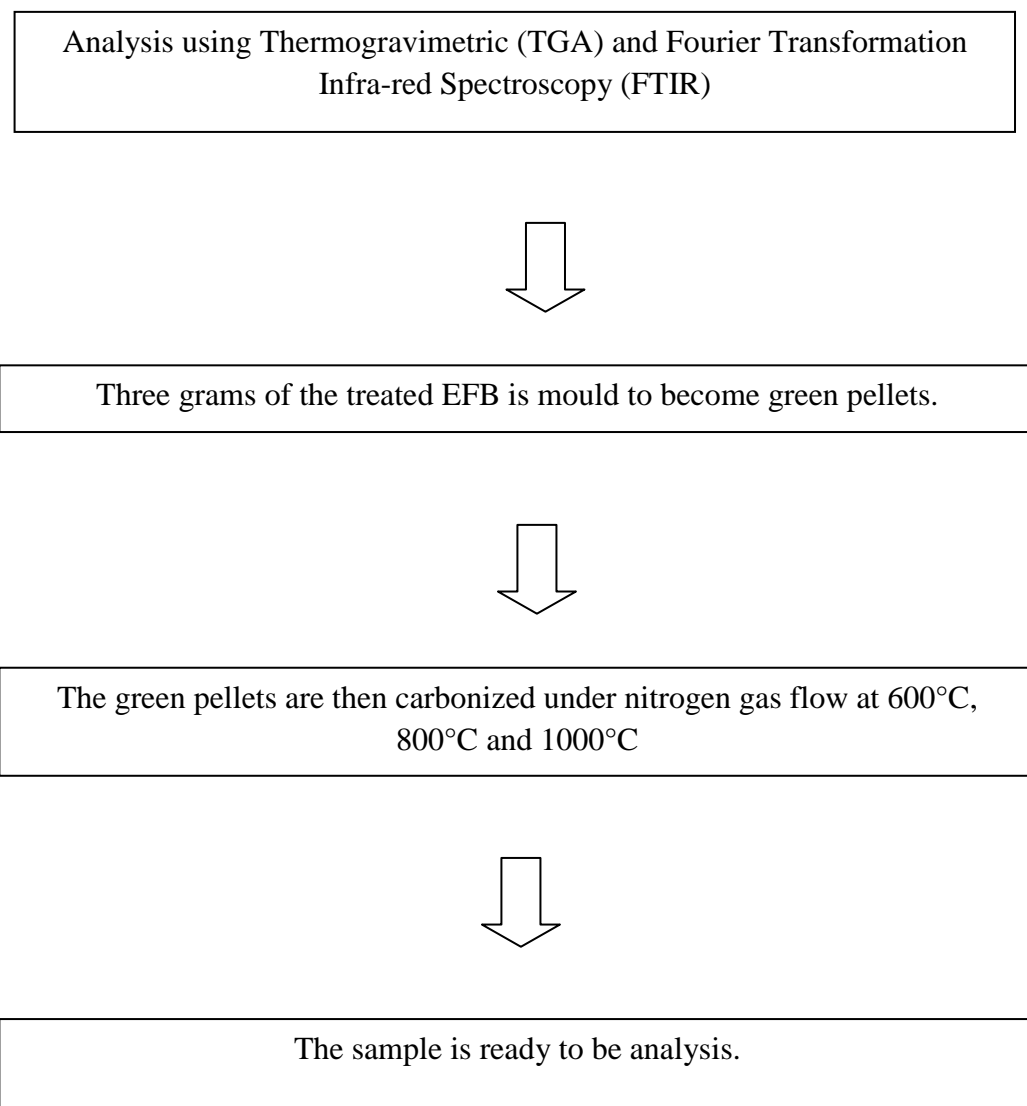 Analysis using Thermogravimetric (TGA) and Fourier Transformation
Infra-red Spectroscopy (FTIR)
Three grams of the treated EFB is mould to become green pellets.
The green pellets are then carbonized under nitrogen gas flow at 600°C,
800°C and 1000°C
The sample is ready to be analysis.